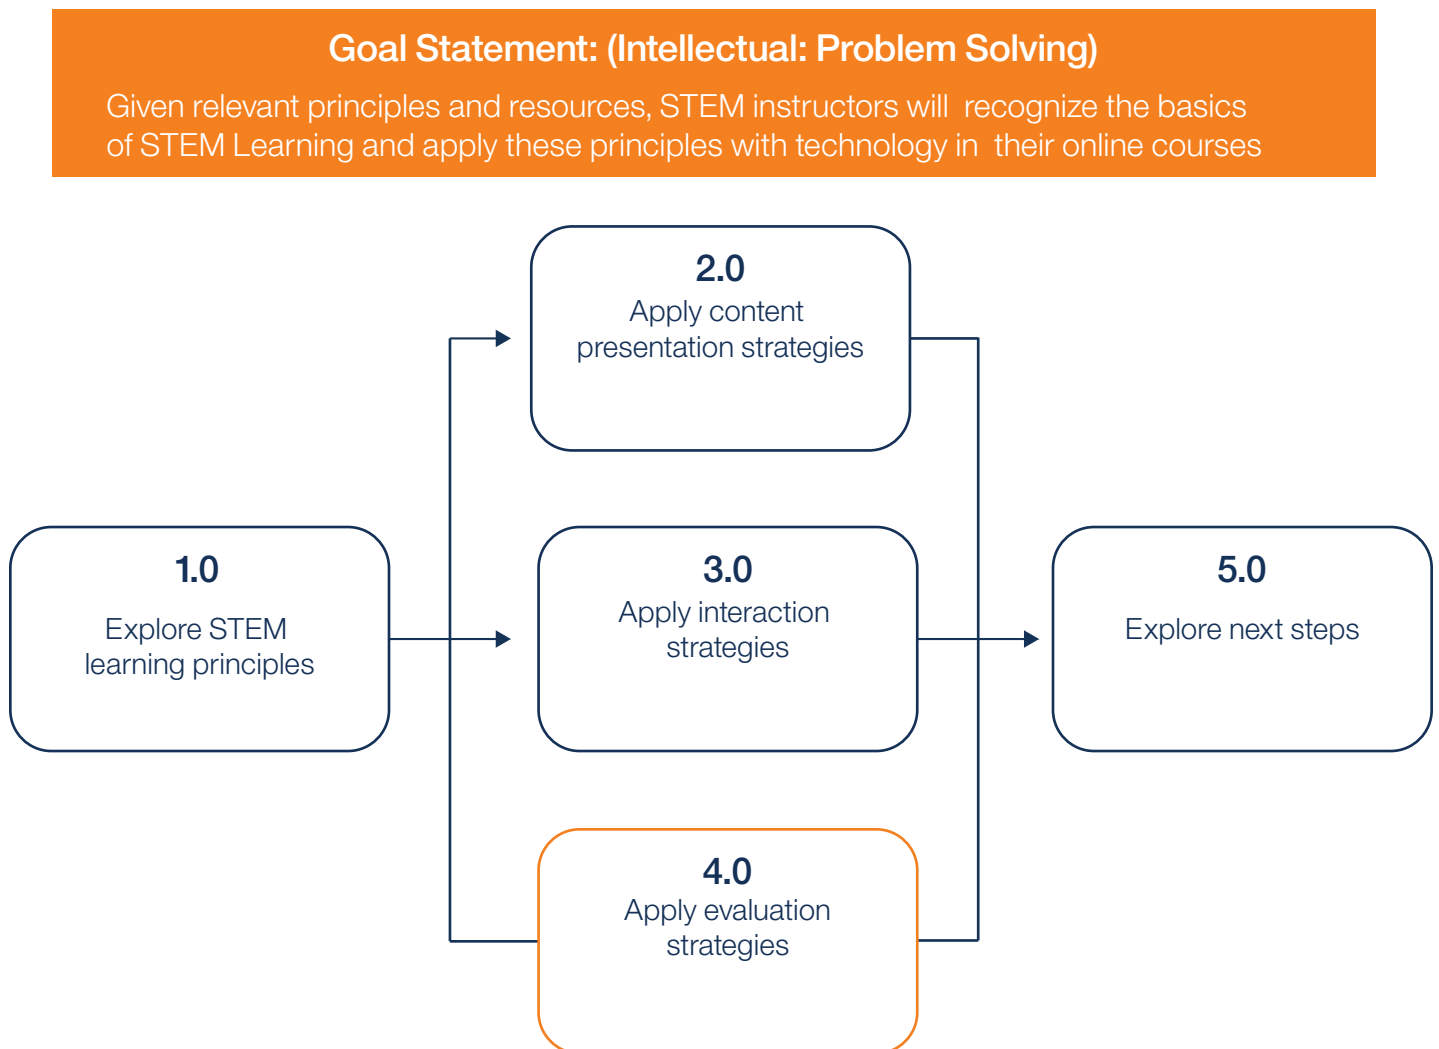 Goal Statement: (Intellectual: Problem Solving)
Given relevant principles and resources, STEM instructors will recognize the basics
of STEM Learning and apply these principles with technology in their online courses
2.0
Apply content
presentation strategies
1.0
Explore STEM
learning principles
3.0
Apply interaction
strategies
5.0
Explore next steps
4.0
Apply evaluation
strategies